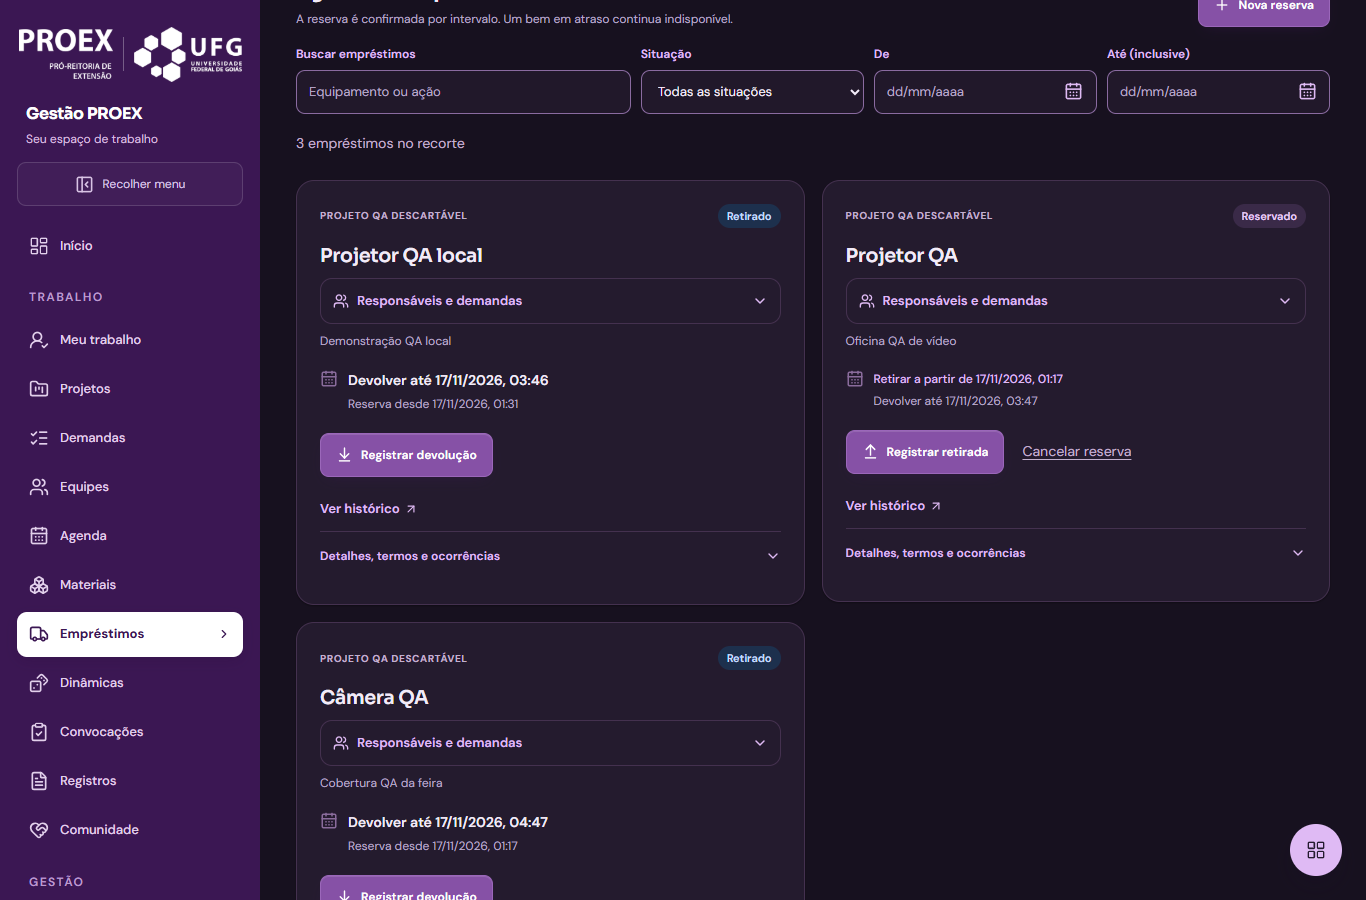 PROEX
PRÓ-REITORIA DE
EXTENSÃO
UFG
UNIVERSIDADE
FEDERAL DE GOIÁS
Gestão PROEX
Seu espaço de trabalho
Recolher menu
Início
TRABALHO
Meu trabalho
Projetos
Demandas
Equipes
Agenda
Materiais
Empréstimos
Dinâmicas
Convocações
Registros
Comunidade
GESTÃO
A reserva é confirmada por intervalo. Um bem em atraso continua indisponível.
Nova reserva
Buscar empréstimos
Situação
De
Até (inclusive)
Equipamento ou ação
Todas as situações
dd/mm/aaaa
dd/mm/aaaa
3 empréstimos no recorte
PROJETO QA DESCARTÁVEL
Retirado
Projetor QA local
Responsáveis e demandas
Demonstração QA local
Devolver até 17/11/2026, 03:46
Reserva desde 17/11/2026, 01:31
Registrar devolução
Ver histórico
Detalhes, termos e ocorrências
PROJETO QA DESCARTÁVEL
Reservado
Projetor QA
Responsáveis e demandas
Oficina QA de vídeo
Retirar a partir de 17/11/2026, 01:17
Devolver até 17/11/2026, 03:47
Registrar retirada
Cancelar reserva
Ver histórico
Detalhes, termos e ocorrências
PROJETO QA DESCARTÁVEL
Retirado
Câmera QA
Responsáveis e demandas
Cobertura QA da feira
Devolver até 17/11/2026, 04:47
Reserva desde 17/11/2026, 01:17
Registrar devolução